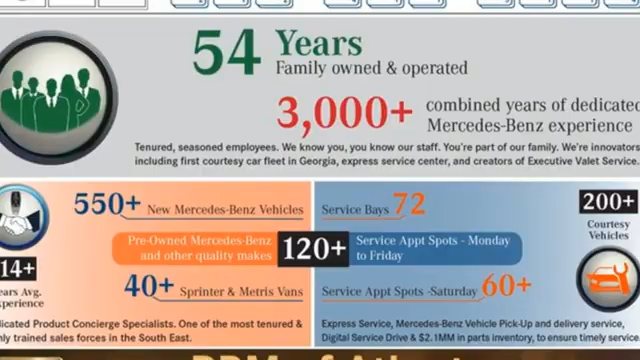 54 Years
Family owned & operated
3,000+ combined years of dedicated
Mercedes-Benz experience
Tenured, seasoned employees. We know you, you know our staff. You're part of our family. We're innovators
including first courtesy car fleet in Georgia, express service center, and creators of Executive Valet Service.
550+ New Mercedes-Benz Vehicles
Pre-Owned Mercedes-Benz
and other quality makes
120+
40+ Sprinter & Metris Vans
14+
Avg.
Product Concierge Specialists. One of the most tenured &
trained sales forces in the South East.
Service Bays 72
Service Appt Spots - Monday
to Friday
Service Appt Spots -Saturday 60+
200+
Courtesy
Vehicles
Express Service, Mercedes-Benz Vehicle Pick-Up and delivery service,
Digital Service Drive & $2.1MM in parts inventory, to ensure timely service.